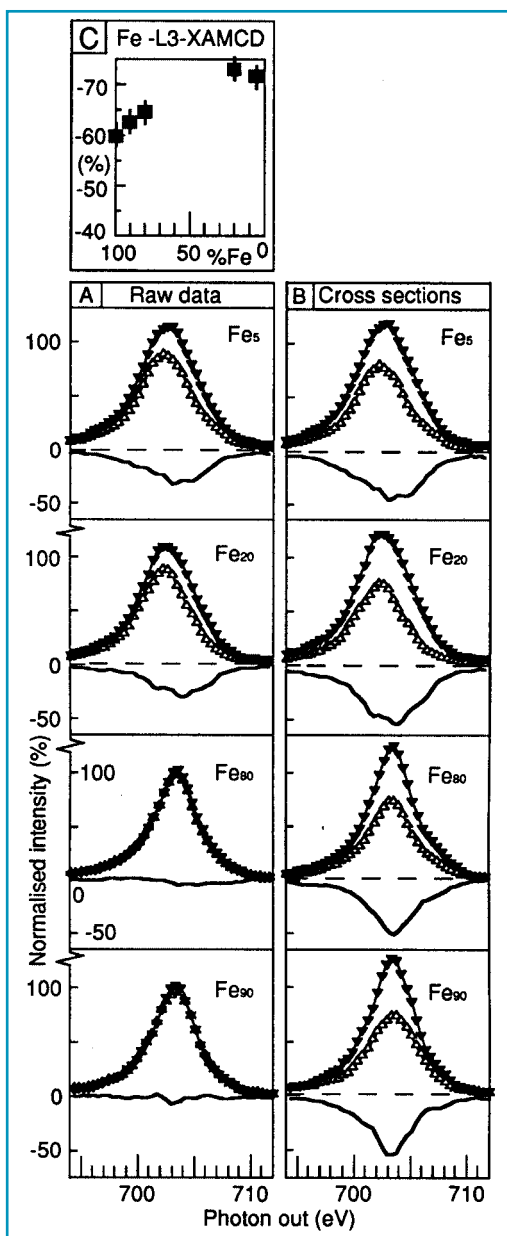 C Fe -L3-XAMCD
-70
-60
(%)
-50
-40
100 50 %Fe 0
A Raw data B Cross sections
Fe5 Fe5
100
0
-50
Fe20 Fe20
100
0
-50
Fe80 Fe80
100
0
-50
Fe90 Fe90
100
0
-50
Normalised intensity (%)
700 710 700 710
Photon out (eV)